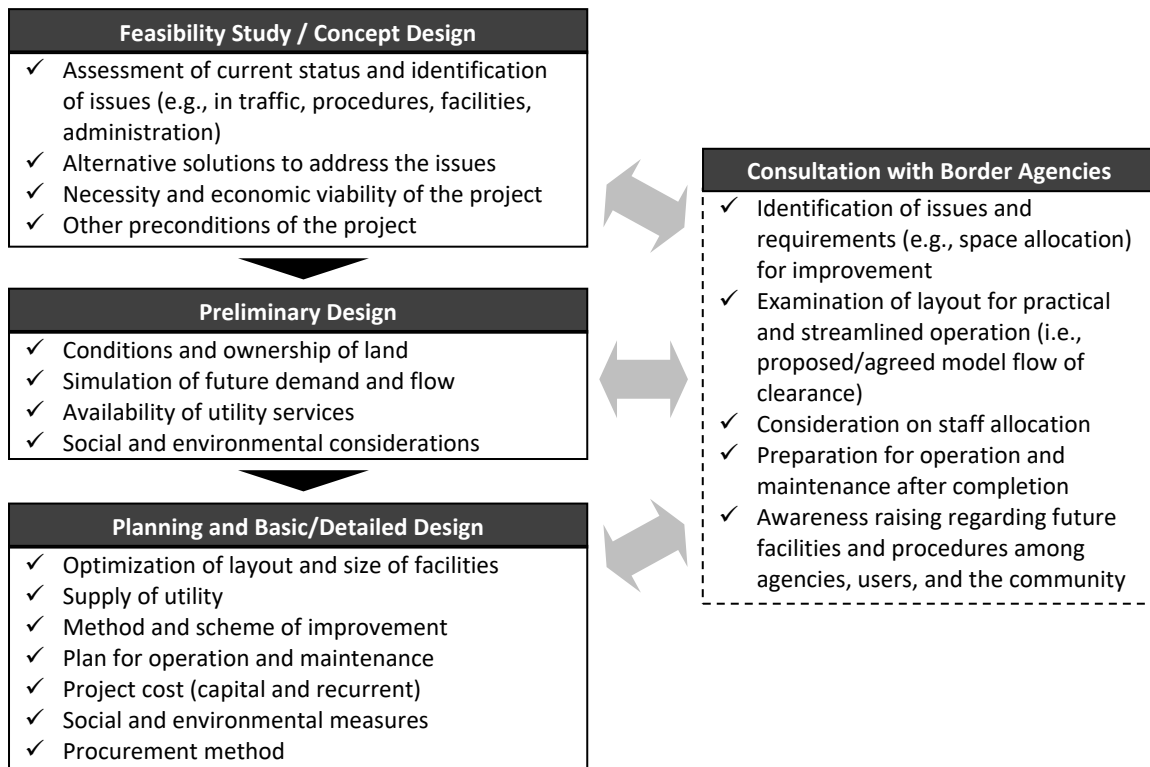 Feasibility Study / Concept Design
✓ Assessment of current status and identification
of issues (e.g., in traffic, procedures, facilities,
administration)
✓ Alternative solutions to address the issues
✓ Necessity and economic viability of the project
✓ Other preconditions of the project
Preliminary Design
✓ Conditions and ownership of land
✓ Simulation of future demand and flow
✓ Availability of utility services
✓ Social and environmental considerations
Planning and Basic/Detailed Design
✓ Optimization of layout and size of facilities
✓ Supply of utility
✓ Method and scheme of improvement
✓ Plan for operation and maintenance
✓ Project cost (capital and recurrent)
✓ Social and environmental measures
✓ Procurement method
Consultation with Border Agencies
✓ Identification of issues and
requirements (e.g., space allocation)
for improvement
✓ Examination of layout for practical
and streamlined operation (i.e.,
proposed/agreed model flow of
clearance)
✓ Consideration on staff allocation
✓ Preparation for operation and
maintenance after completion
✓ Awareness raising regarding future
facilities and procedures among
agencies, users, and the community